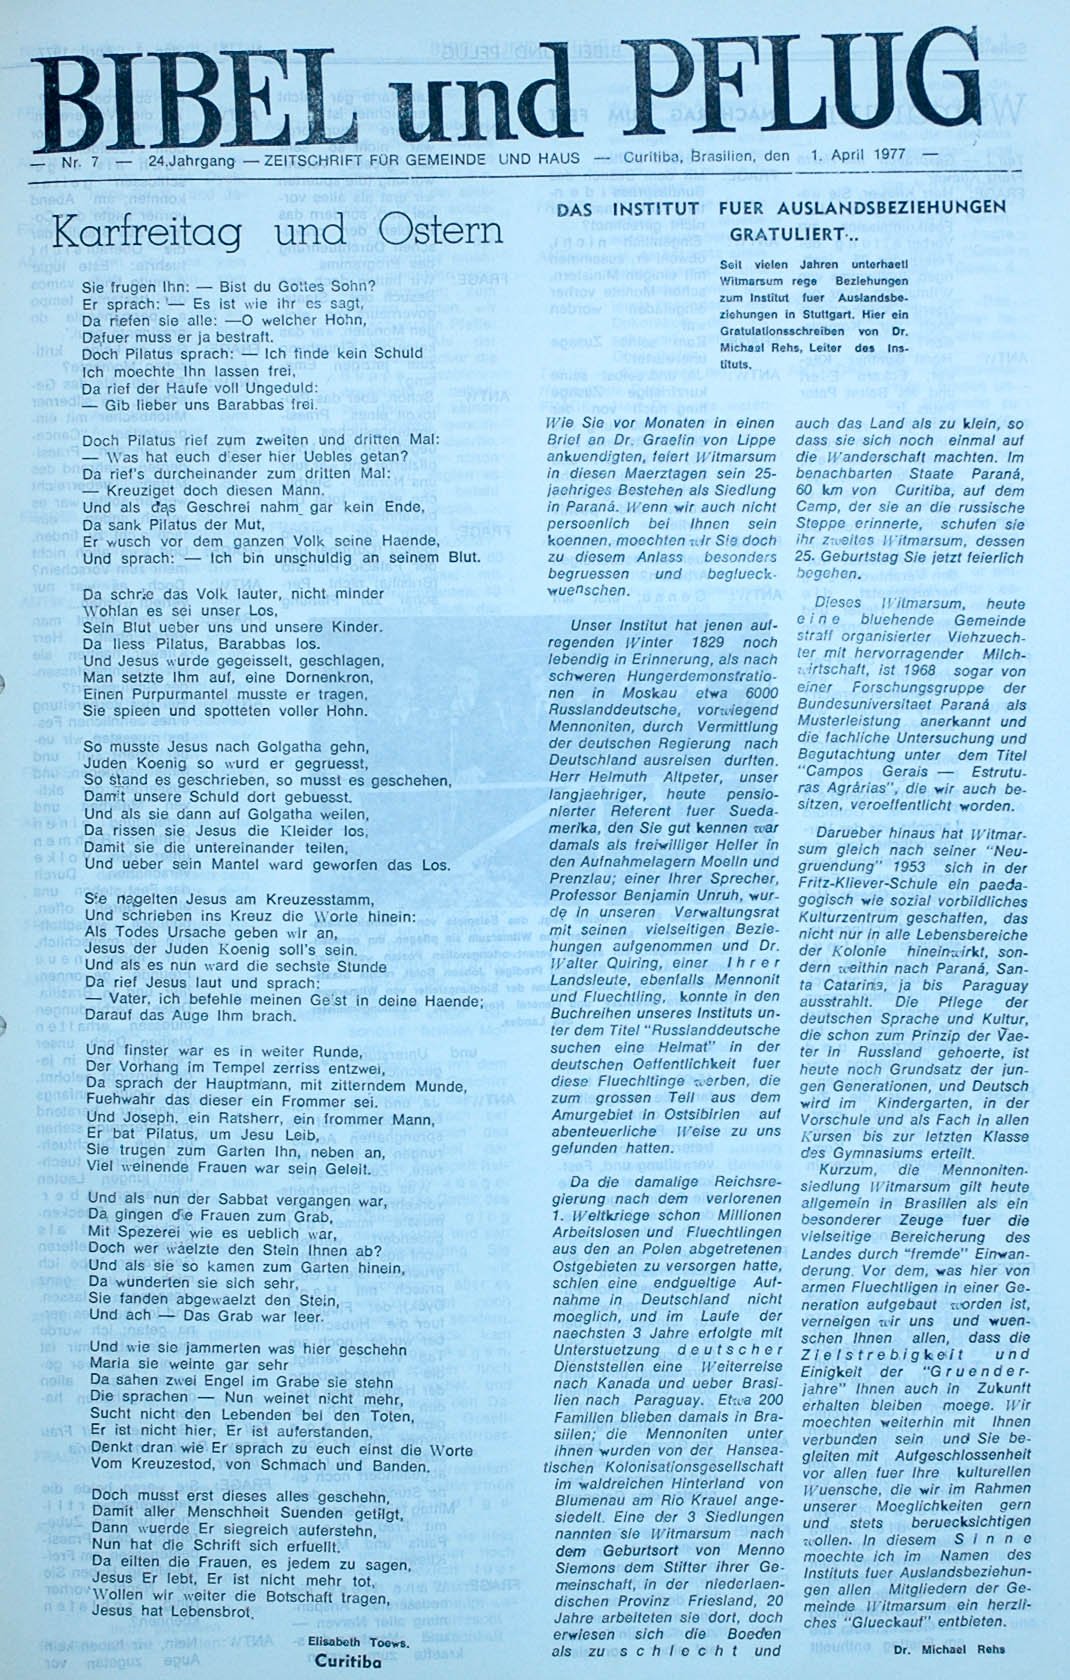 BIBEL und PFLUG
— Nr. 7 — 24.Jahrgang — ZEITSCHRIFT FÜR GEMEINDE UND HAUS — Curitiba, Brasilien, den 1. April 1977 —
Karfreitag und Ostern
Sie frugen Ihn: — Bist du Gottes Sohn?
Er sprach: — Es ist wie ihr es sagt,
Da riefen sie alle: —O welcher Hohn,
Dafuer muss er ja bestraft.
Doch Pilatus sprach: — Ich finde kein Schuld
Ich moechte Ihn lassen frei,
Da rief der Haufe voll Ungeduld:
— Gib lieber uns Barabbas frei.
Doch Pilatus rief zum zweiten und dritten Mal:
— Was hat euch d'eser hier Uebles getan?
Da rief's durcheinander zum dritten Mal:
— Kreuziget doch diesen Mann.
Und als das Geschrei nahm gar kein Ende,
Da sank Pilatus der Mut,
Er wusch vor dem ganzen Volk seine Haende,
Und sprach: — Ich bin unschuldig an seinem Blut.
Da schrie das Volk lauter, nicht minder
Wohlan es sei unser Los,
Sein Blut ueber uns und unsere Kinder.
Da liess Pilatus, Barabbas los.
Und Jesus wurde gegeisselt, geschlagen,
Man setzte Ihm auf, eine Dornenkron,
Einen Purpurmantel musste er tragen,
Sie spieen und spotteten voller Hohn.
So musste Jesus nach Golgatha gehn,
Juden Koenig so wurd er gegruesst,
So stand es geschrieben, so musst es geschehen,
Damit unsere Schuld dort gebuesst.
Und als sie dann auf Golgatha weilen,
Da rissen sie Jesus die Kleider los,
Damit sie die untereinander teilen,
Und ueber sein Mantel ward geworfen das Los.
Sie nagelten Jesus am Kreuzesstamm,
Und schrieben ins Kreuz die Worte hinein:
Als Todes Ursache geben wir an,
Jesus der Juden Koenig soll's sein.
Und als es nun ward die sechste Stunde
Da rief Jesus laut und sprach:
— Vater, ich befehle meinen Geist in deine Haende;
Darauf das Auge Ihm brach.
Und finster war es in weiter Runde,
Der Vorhang im Tempel zerriss entzwei,
Da sprach der Hauptmann, mit zitterndem Munde,
Fuehwahr das dieser ein Frommer sei.
Und Joseph, ein Ratsherr, ein frommer Mann,
Er bat Pilatus, um Jesu Leib,
Sie trugen zum Garten Ihn, neben an,
Viel weinende Frauen war sein Geleit.
Und als nun der Sabbat vergangen war,
Da gingen die Frauen zum Grab,
Mit Spezerei wie es ueblich war,
Doch wer waelzte den Stein Ihnen ab?
Und als sie so kamen zum Garten hinein,
Da wunderten sie sich sehr,
Sie fanden abgewaelzt den Stein,
Und ach — Das Grab war leer.
Und wie sie jammerten was hier geschehn
Maria sie weinte gar sehr
Da sahen zwei Engel im Grabe sie stehn
Die sprachen — Nun weinet nicht mehr,
Sucht nicht den Lebenden bei den Toten,
Er ist nicht hier, Er ist auferstanden,
Denkt dran wie Er sprach zu euch einst die Worte
Vom Kreuzestod, von Schmach und Banden.
Doch musst erst dieses alles geschehn,
Damit aller Menschheit Suenden getilgt,
Dann wuerde Er siegreich auferstehn,
Nun hat die Schrift sich erfuellt.
Da eilten die Frauen, es jedem zu sagen,
Jesus Er lebt, Er ist nicht mehr tot,
Wollen wir weiter die Botschaft tragen,
Jesus hat Lebensbrot.
Elisabeth Toews.
Curitiba
DAS INSTITUT FUER AUSLANDSBEZIEHUNGEN
GRATULIERT...
Seit vielen Jahren unterhaetl
Witmarsum rege Beziehungen
zum Institut fuer Auslandsbe-
ziehungen in Stuttgart. Hier ein
Gratulationsschreiben von Dr.
Michael Rehs, Leiter des Ins-
tituts.
Wie Sie vor Monaten in einen
Brief an Dr. Graefin von Lippe
ankuendigten, feiert Witmarsum
in diesen Maerztagen sein 25-
jaehriges Bestehen als Siedlung
in Paraná. Wenn wir auch nicht
persoenlich bei Ihnen sein
koennen, moechten wir Sie doch
zu diesem Anlass besonders
begruessen und beglueck-
wuenschen.
Unser Institut hat jenen auf-
regenden Winter 1829 noch
lebendig in Erinnerung, als nach
schweren Hungerdemonstratio-
nen in Moskau etwa 6000
Russlanddeutsche, vorwiegend
Mennoniten, durch Vermittlung
der deutschen Regierung nach
Deutschland ausreisen durften.
Herr Helmuth Altpeter, unser
langjaehriger, heute pensio-
nierter Referent fuer Sueda-
merika, den Sie gut kennen war
damals als freiwilliger Helfer in
den Aufnahmelagern Moelln und
Prenzlau; einer Ihrer Sprecher,
Professor Benjamin Unruh, wur-
de in unseren Verwaltungsrat
mit seinen vielseitigen Bezie-
hungen aufgenommen und Dr.
Walter Quiring, einer Ihrer
Landsleute, ebenfalls Mennonit
und Fluechtling, konnte in den
Buchreihen unseres Instituts un-
ter dem Titel "Russlanddeutsche
suchen eine Heimat" in der
deutschen Oeffentlichkeit fuer
diese Fluechtlinge werben, die
zum grossen Teil aus dem
Amurgebiet in Ostsibirien auf
abenteuerliche Weise zu uns
gefunden hatten.
Da die damalige Reichsre-
gierung nach dem verlorenen
1. Weltkriege schon Millionen
Arbeitslosen und Fluechtlingen
aus den an Polen abgetretenen
Ostgebieten zu versorgen hatte,
schien eine endgueltige Auf-
nahme in Deutschland nicht
moeglich, und im Laufe der
naechsten 3 Jahre erfolgte mit
Unterstuetzung deutscher
Dienststellen eine Weiterreise
nach Kanada und ueber Brasi-
lien nach Paraguay. Etwa 200
Familien blieben damals in Bra-
silien; die Mennoniten unter
ihnen wurden von der Hansea-
tischen Kolonisationsgesellschaft
im waldreichen Hinterland von
Blumenau am Rio Krauel ange-
siedelt. Eine der 3 Siedlungen
nannten sie Witmarsum nach
dem Geburtsort von Menno
Siemons dem Stifter ihrer Ge-
meinschaft, in der niederlaen-
dischen Provinz Friesland, 20
Jahre arbeiteten sie dort, doch
erwiesen sich die Boeden
als zu schlecht und
auch das Land als zu klein, so
dass sie sich noch einmal auf
die Wanderschaft machten. Im
benachbarten Staate Paraná,
60 km von Curitiba, auf dem
Camp, der sie an die russische
Steppe erinnerte, schufen sie
ihr zweites Witmarsum, dessen
25. Geburtstag Sie jetzt feierlich
begehen.
Dieses Witmarsum, heute
eine bluehende Gemeinde
straff organisierter Viehzuech-
ter mit hervorragender Milch-
wirtschaft, ist 1968 sogar von
einer Forschungsgruppe der
Bundesuniversitaet Paraná als
Musterleistung anerkannt und
die fachliche Untersuchung und
Begutachtung unter dem Titel
"Campos Gerais — Estrutu-
ras Agrárias", die wir auch be-
sitzen, veroeffentlicht worden.
Darueber hinaus hat Witmar-
sum gleich nach seiner "Neu-
gruendung" 1953 sich in der
Fritz-Kliever-Schule ein paeda-
gogisch wie sozial vorbildliches
Kulturzentrum geschaffen, das
nicht nur in alle Lebensbereiche
der Kolonie hineinwirkt, son-
dern weithin nach Paraná, San-
ta Catarina, ja bis Paraguay
ausstrahlt. Die Pflege der
deutschen Sprache und Kultur,
die schon zum Prinzip der Vae-
ter in Russland gehoerte, ist
heute noch Grundsatz der jun-
gen Generationen, und Deutsch
wird im Kindergarten, in der
Vorschule und als Fach in allen
Kursen bis zur letzten Klasse
des Gymnasiums erteilt.
Kurzum, die Mennoniten-
siedlung Witmarsum gilt heute
allgemein in Brasilien als ein
besonderer Zeuge fuer die
vielseitige Bereicherung des
Landes durch "fremde" Einwan-
derung. Vor dem, was hier von
armen Fluechtligen in einer Ge-
neration aufgebaut worden ist,
verneigen wir uns und wuen-
schen Ihnen allen, dass die
Zielstrebigkeit und
Einigkeit der "Gruender-
jahre" Ihnen auch in Zukunft
erhalten bleiben moege. Wir
moechten weiterhin mit Ihnen
verbunden sein und Sie be-
gleiten mit Aufgeschlossenheit
vor allen fuer Ihre kulturellen
Wuensche, die wir im Rahmen
unserer Moeglichkeiten gern
und stets beruecksichtigen
wollen. In diesem Sinne
moechte ich im Namen des
Instituts fuer Auslandsbeziehun-
gen allen Mitgliedern der Ge-
meinde Witmarsum ein herzli-
ches "Glueckauf" entbieten.
Dr. Michael Rehs